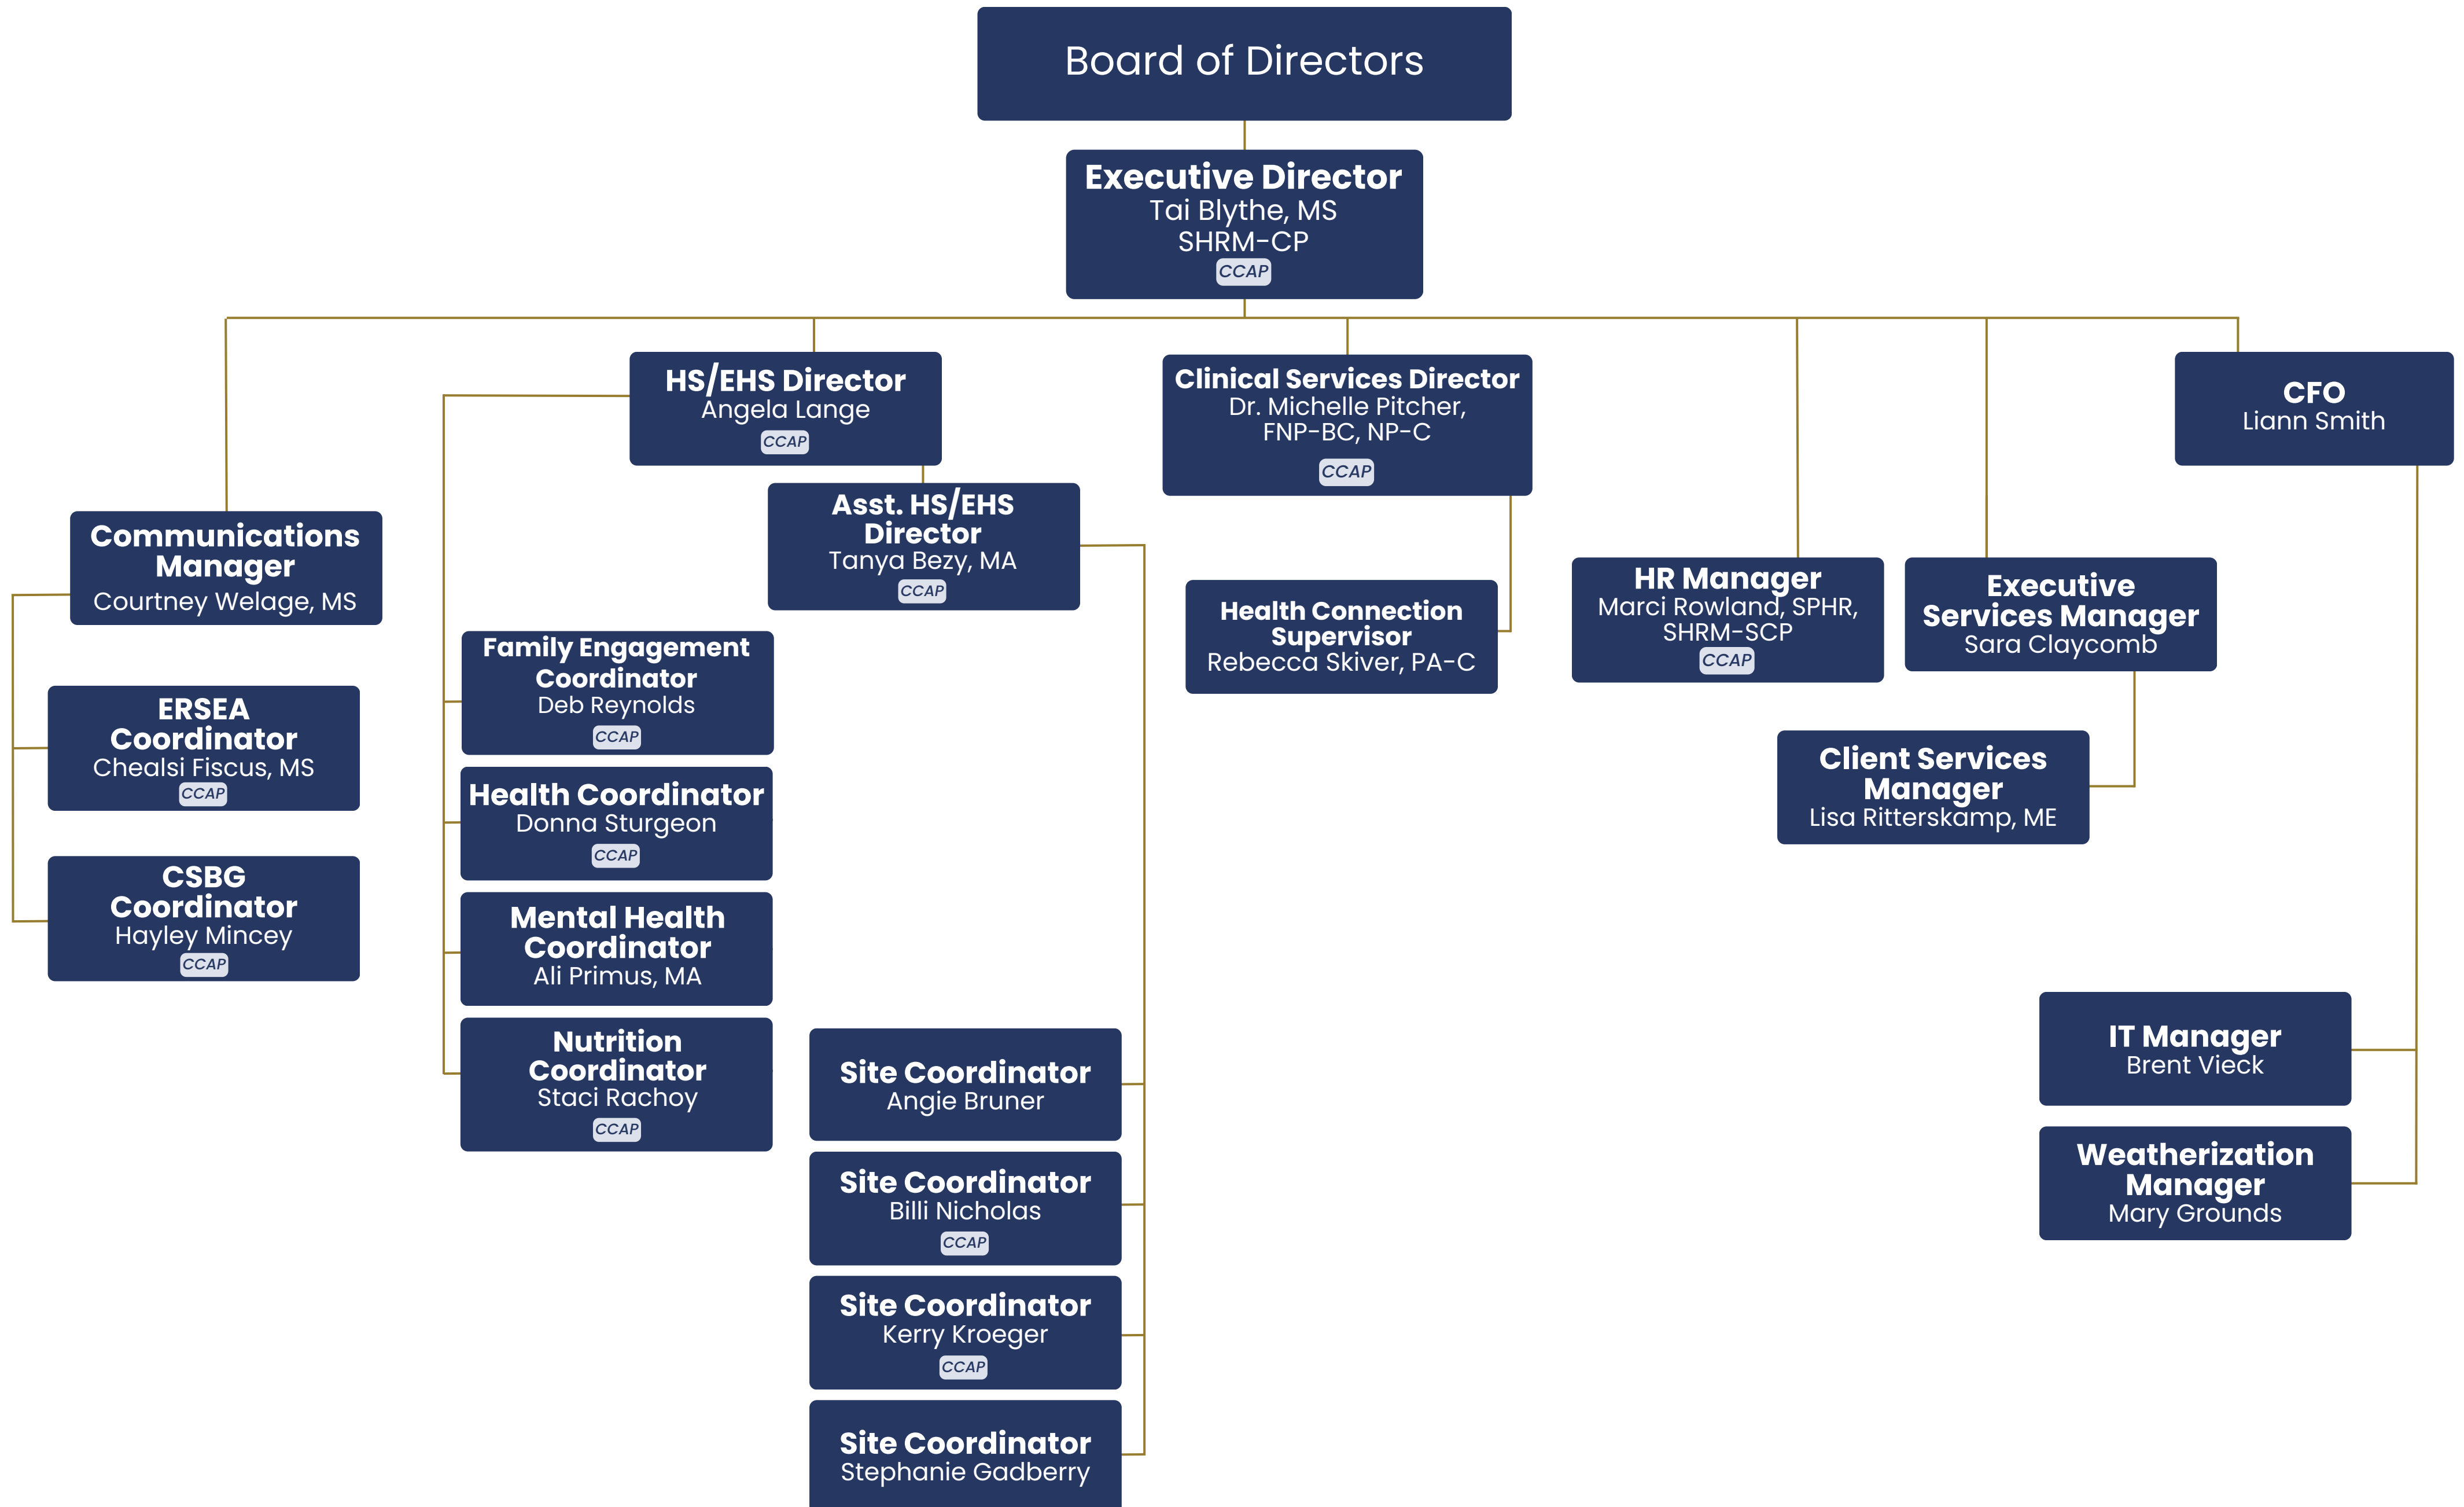 Board of Directors
Executive Director
Tai Blythe, MS
SHRM-CP
CCAP
HS/EHS Director
Angela Lange
CCAP
Clinical Services Director
Dr. Michelle Pitcher,
FNP-BC, NP-C
CCAP
CFO
Liann Smith
Communications
Manager
Courtney Welage, MS
Asst. HS/EHS
Director
Tanya Bezy, MA
CCAP
Health Connection
Supervisor
Rebecca Skiver, PA-C
HR Manager
Marci Rowland, SPHR,
SHRM-SCP
CCAP
Executive
Services Manager
Sara Claycomb
ERSEA
Coordinator
Chealsi Fiscus, MS
CCAP
CSBG
Coordinator
Hayley Mincey
CCAP
Family Engagement
Coordinator
Deb Reynolds
CCAP
Health Coordinator
Donna Sturgeon
CCAP
Mental Health
Coordinator
Ali Primus, MA
Nutrition
Coordinator
Staci Rachoy
CCAP
Site Coordinator
Angie Bruner
Site Coordinator
Billi Nicholas
CCAP
Site Coordinator
Kerry Kroeger
CCAP
Site Coordinator
Stephanie Gadberry
Client Services
Manager
Lisa Ritterskamp, ME
IT Manager
Brent Vieck
Weatherization
Manager
Mary Grounds